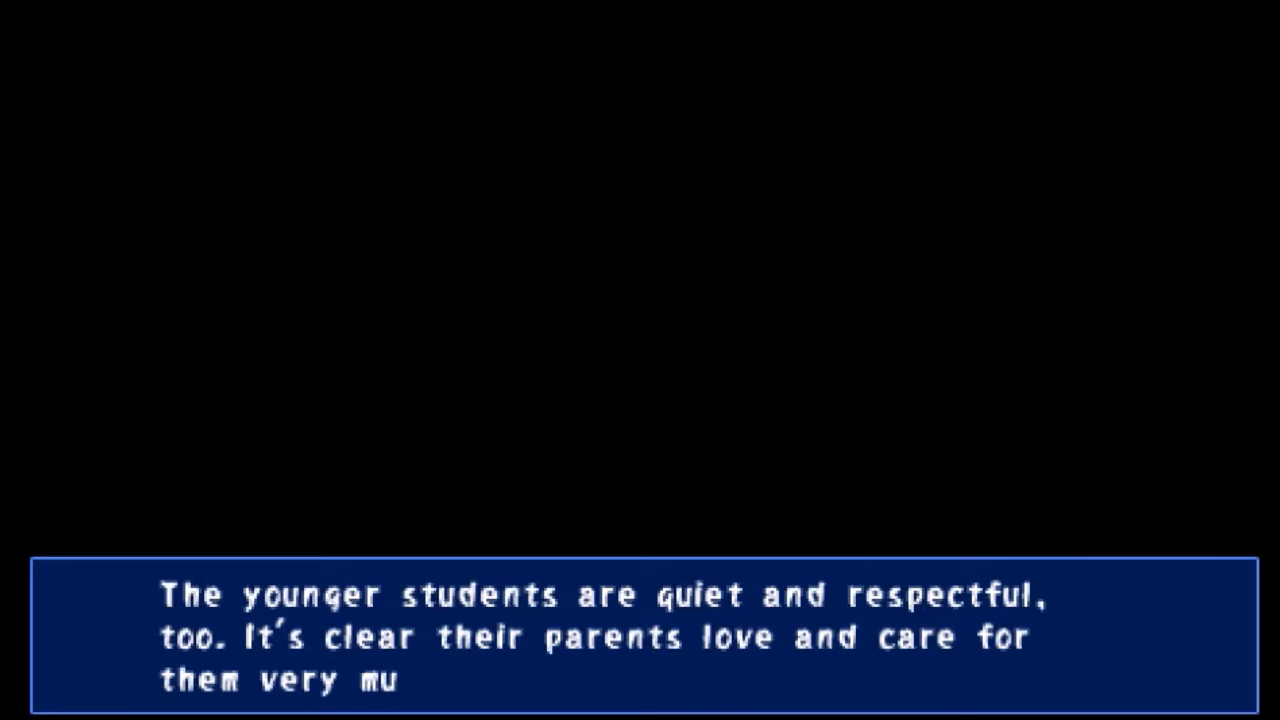 The younger students are quiet and respectful,
too. It's clear their parents love and care for
them very mu